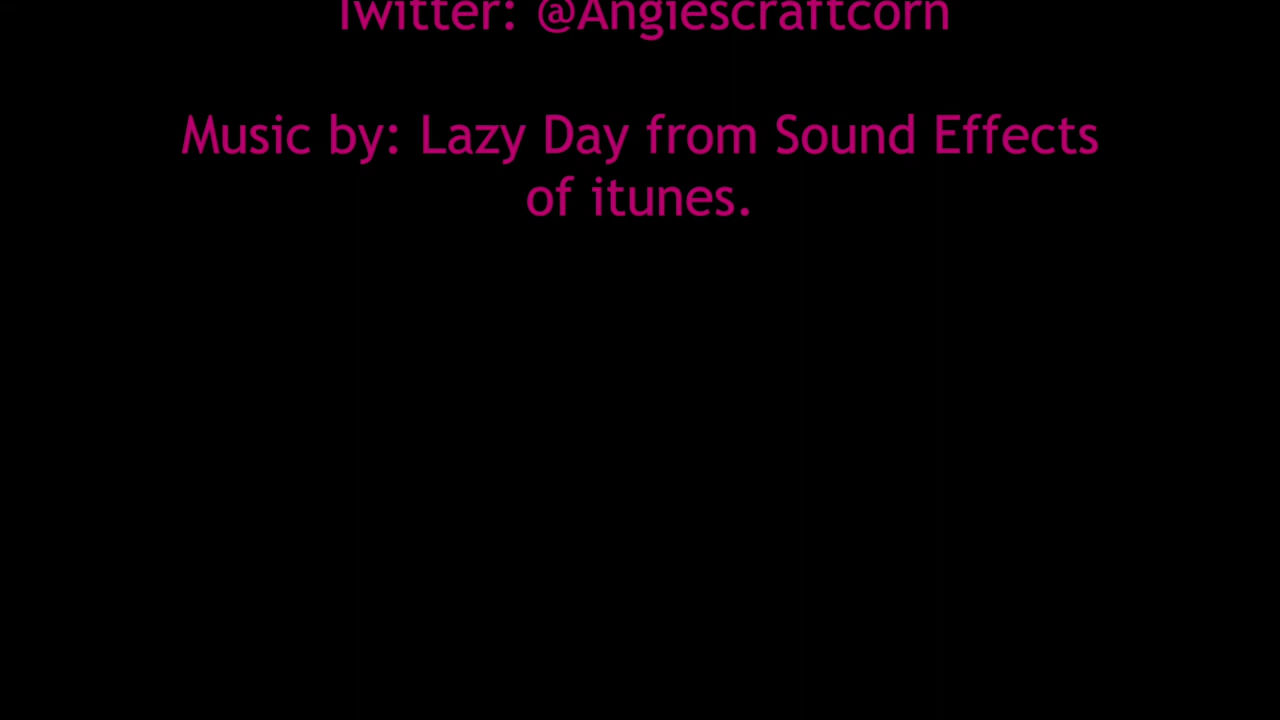 Twitter: @Angiescraftcorn
Music by: Lazy Day from Sound Effects
of itunes.